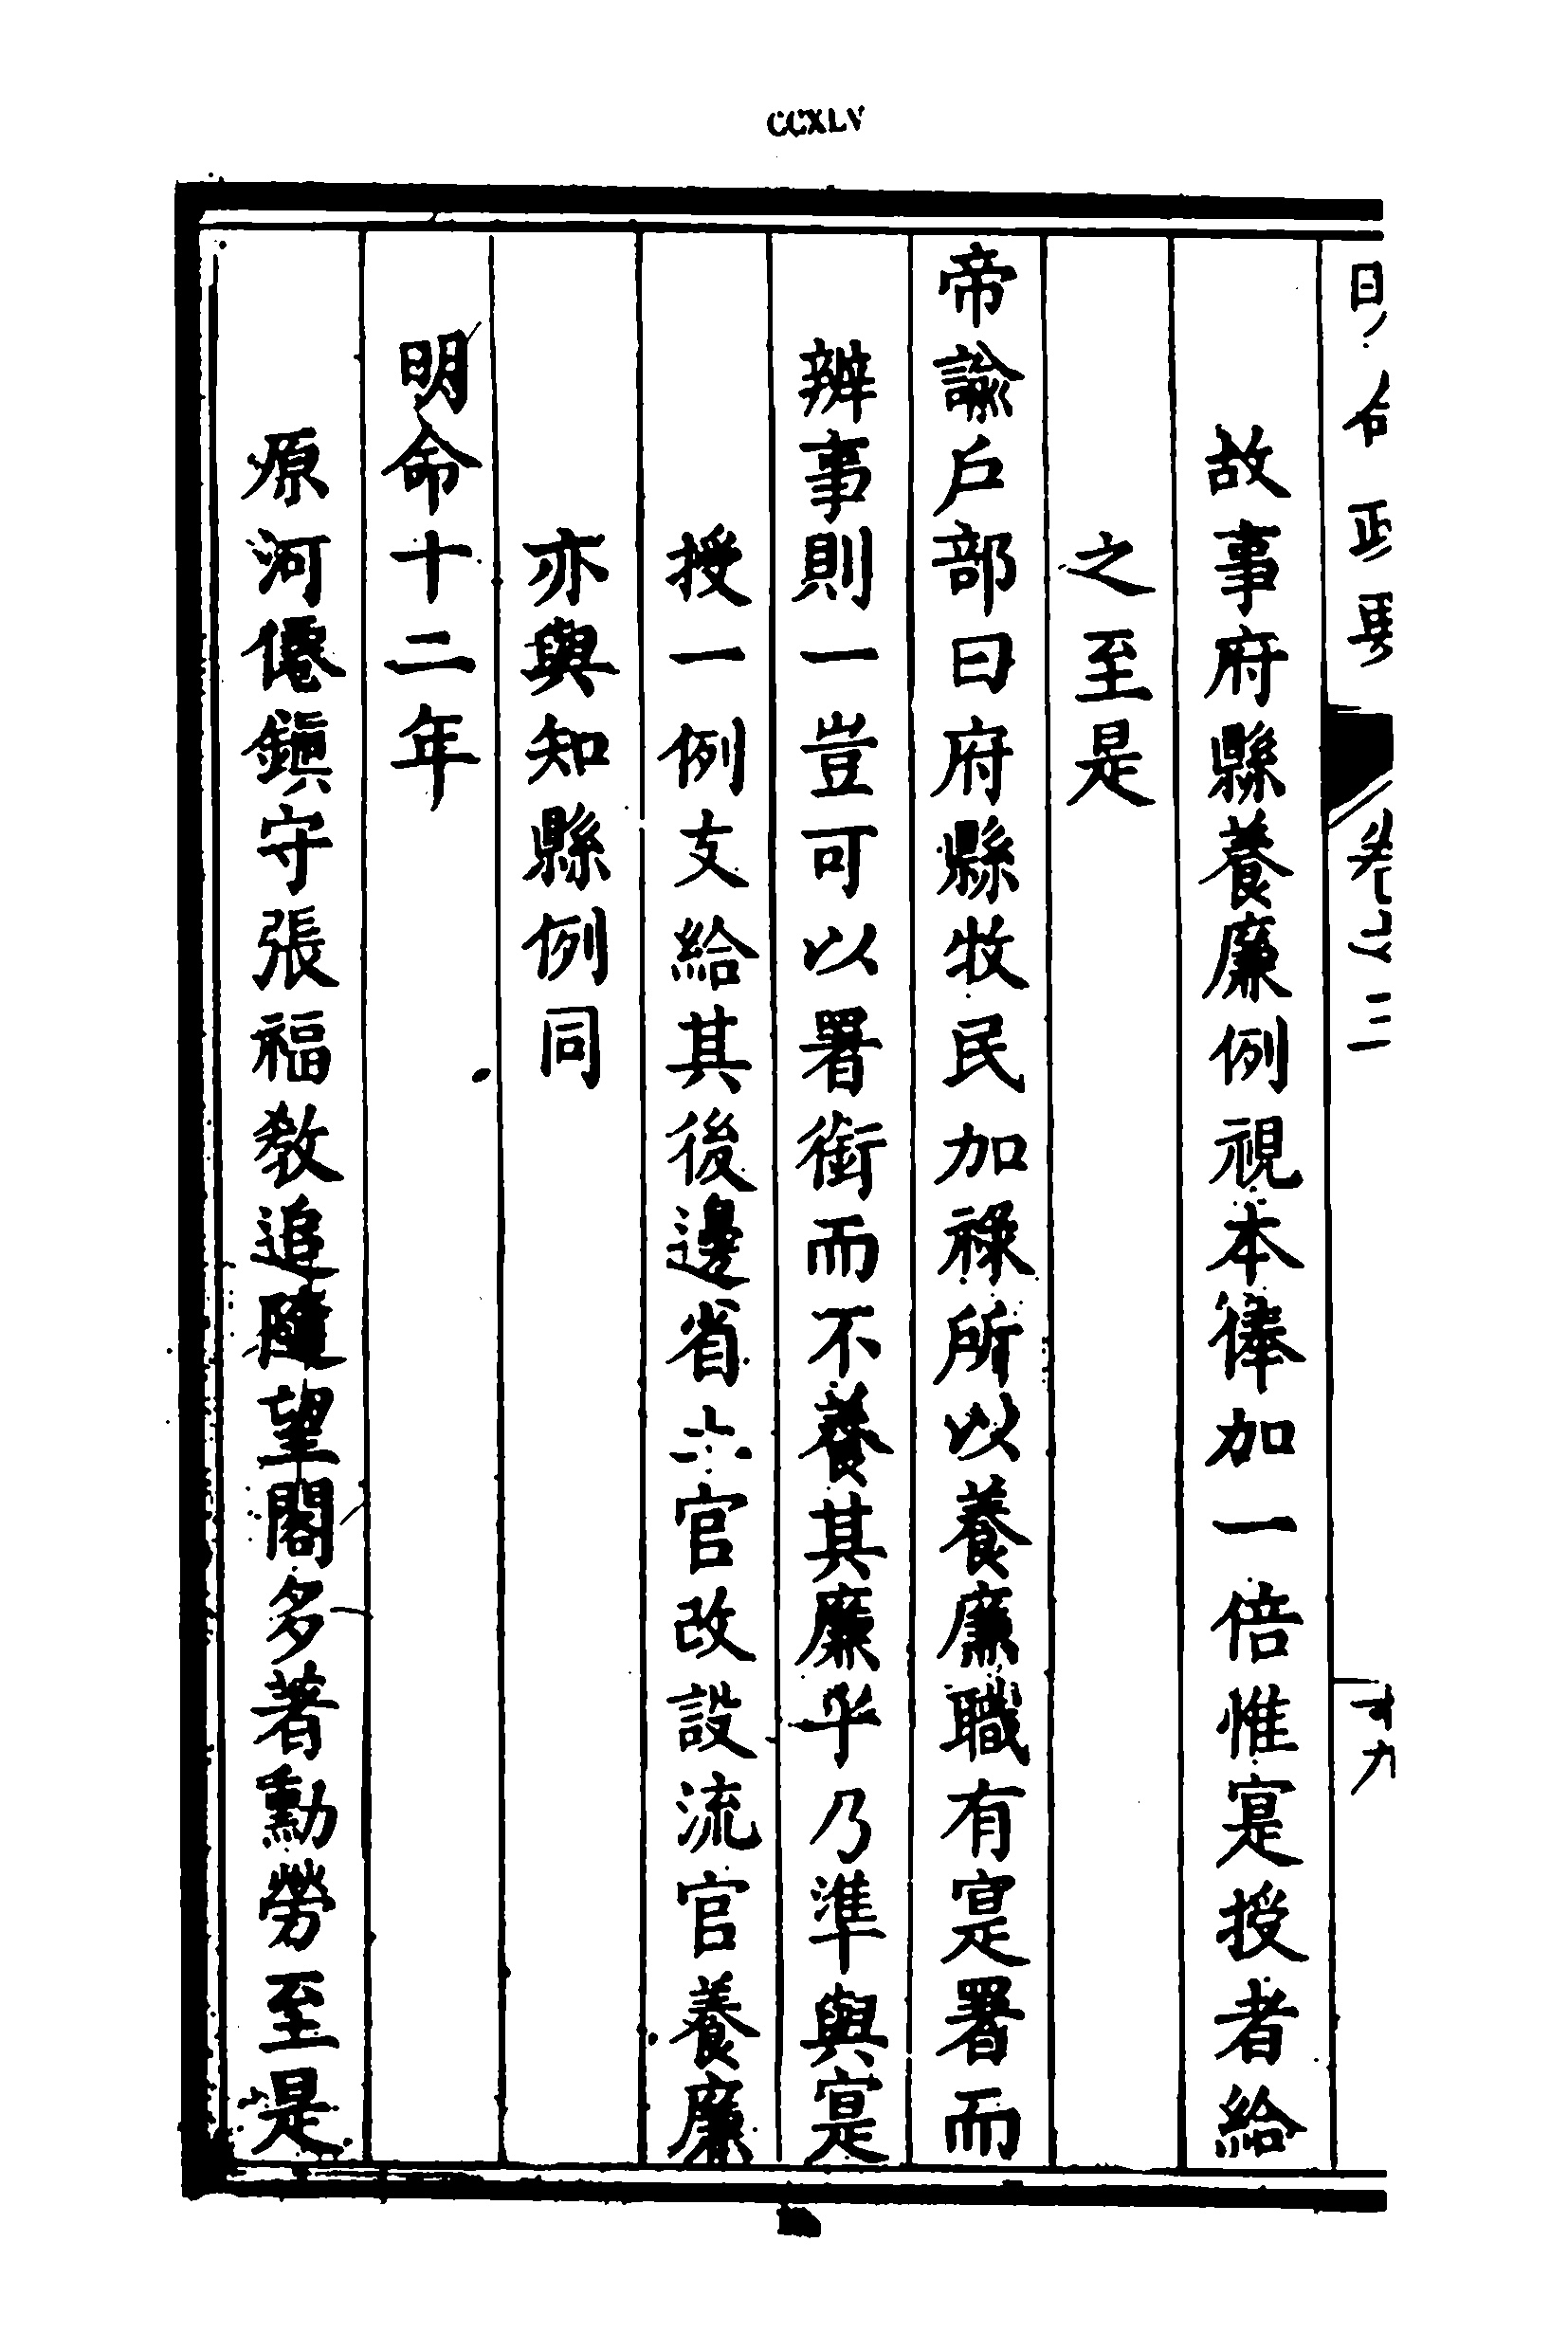 CCXLV
明命政要 卷之三 十九
故事府縣養廉例視本俸加一倍惟寔授者給
之至是
帝諭戶部曰府縣牧民加祿所以養廉職有寔署而
辨事則一豈可以署銜而不養其廉乎乃準與寔
授一例支給其後邊省六官改設流官養廉
亦與知縣例同
明命十二年
原河僊鎮守張福教追隨望閣多著勳勞至是